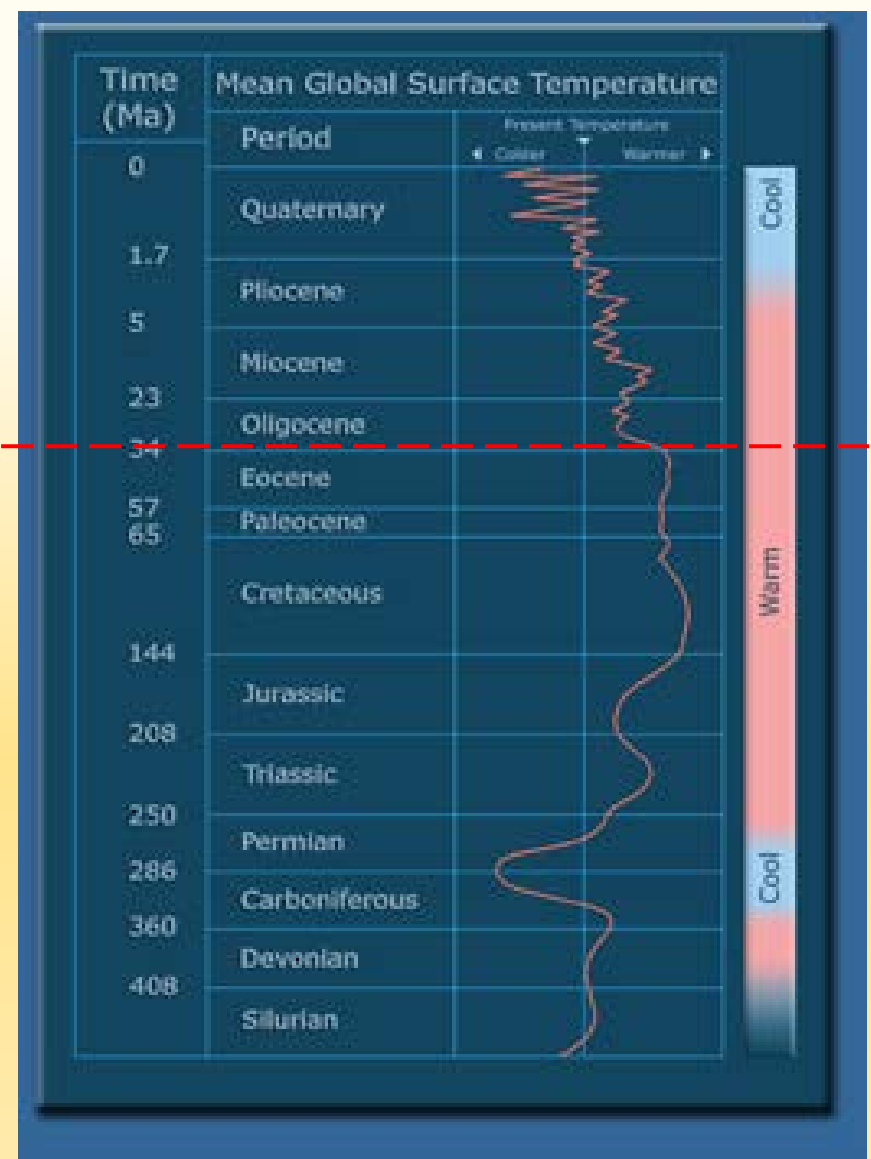 Time
(Ma)
Mean Global Surface Temperature
Period
Present Temperature
Colder
Warmer
0
Quaternary
1.7
Pliocene
5
Miocene
23
Oligocene
34
Eocene
57
Paleocene
65
Cretaceous
144
Jurassic
208
Triassic
250
Permian
286
Carboniferous
360
Devonian
408
Silurian
Cool
Warm
Cool